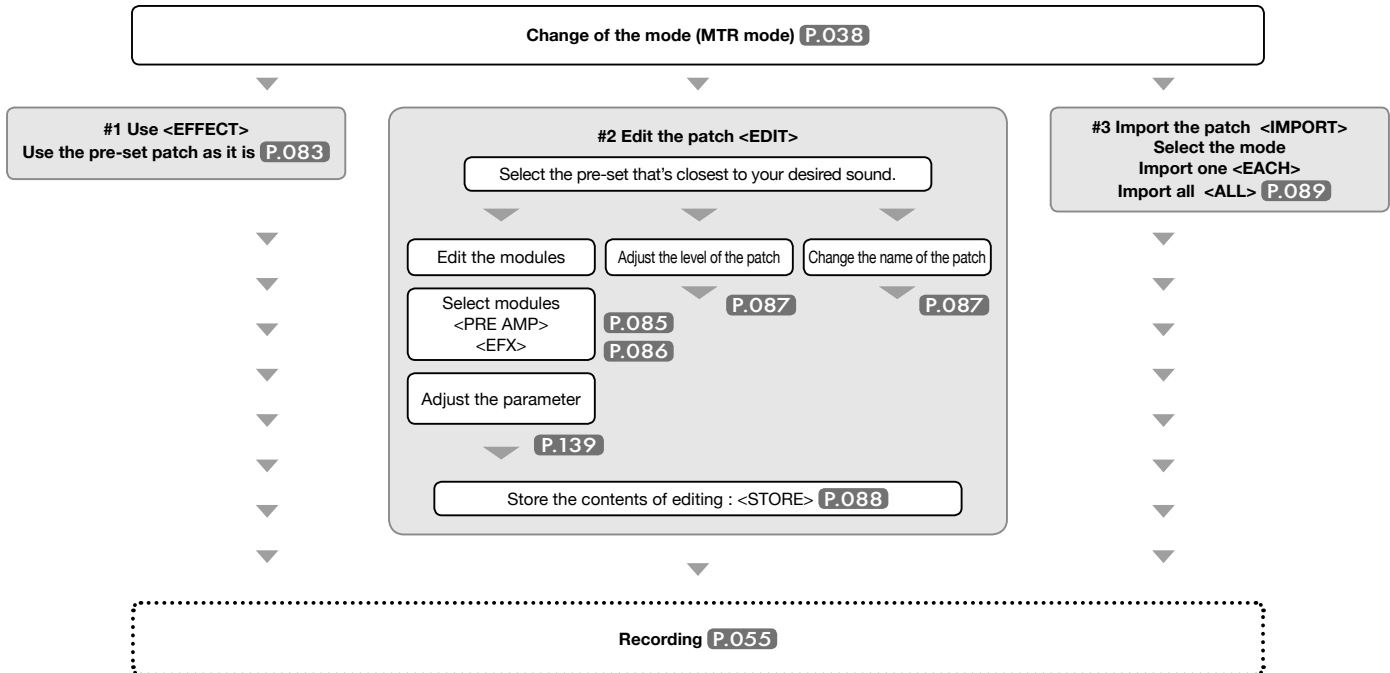 Change of the mode (MTR mode) P.038
#1 Use <EFFECT>
Use the pre-set patch as it is P.083
#2 Edit the patch <EDIT>
Select the pre-set that's closest to your desired sound.
Edit the modules
Select modules
<PRE AMP>
<EFX>
P.085
P.086
Adjust the parameter
P.139
Adjust the level of the patch
P.087
Change the name of the patch
P.087
Store the contents of editing : <STORE> P.088
#3 Import the patch <IMPORT>
Select the mode
Import one <EACH>
Import all <ALL> P.089
Recording P.055